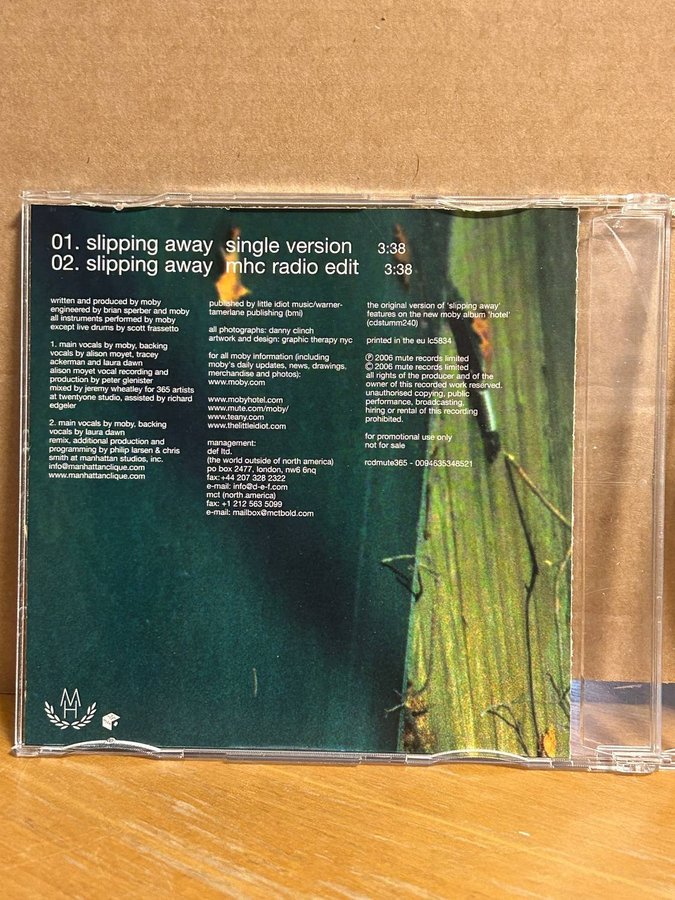 01. slipping away single version 3:38
02. slipping away mhc radio edit 3:38
written and produced by moby
engineered by brian sperber and moby
all instruments performed by moby
except live drums by scott frassetto
1. main vocals by moby, backing
vocals by alison moyet, tracey
ackerman and laura dawn
alison moyet vocal recording and
production by peter glenister
mixed by jeremy wheatley for 365 artists
at twentyone studio, assisted by richard
edgeler
2. main vocals by moby, backing
vocals by laura dawn
remix, additional production and
programming by philip larsen & chris
smith at manhattan studios, inc.
info@manhattanclique.com
www.manhattanclique.com
published by little idiot music/warner-
tamerlane publishing (bmi)
all photographs: danny clinch
artwork and design: graphic therapy nyc
for all moby information (including
moby's daily updates, news, drawings,
merchandise and photos):
www.moby.com
www.mobyhotel.com
www.mute.com/moby/
www.teany.com
www.thelittleidiot.com
management:
def ltd.
(the world outside of north america)
po box 2477, london, nw6 6nq
fax:+44 207 328 2322
e-mail: info@d-e-f.com
mct (north america)
fax: +1 212 563 5099
e-mail: mailbox@mctbold.com
the original version of 'slipping away'
features on the new moby album 'hotel'
(cdstumm240)
printed in the eu lc5834
℗ 2006 mute records limited
© 2006 mute records limited
all rights of the producer and of the
owner of this recorded work reserved.
unauthorised copying, public
performance, broadcasting,
hiring or rental of this recording
prohibited.
for promotional use only
not for sale
rcdmute365 - 0094635348521
MH